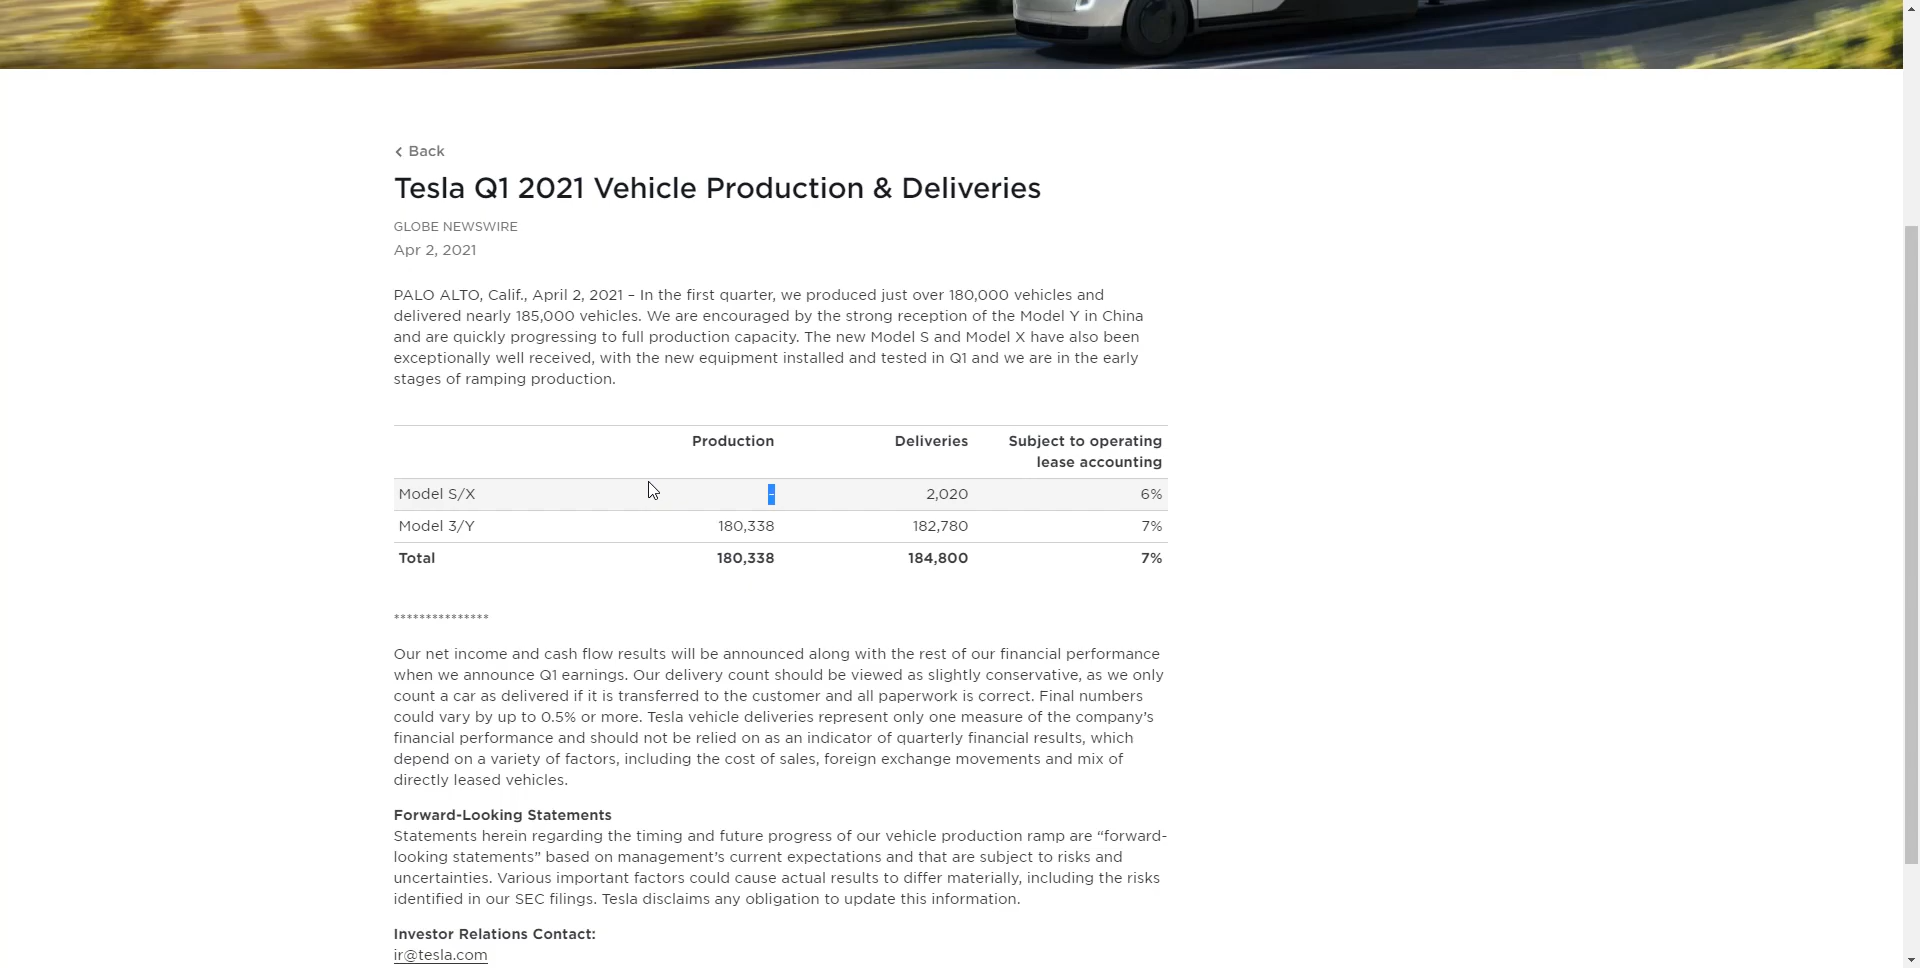 Back
Tesla Q1 2021 Vehicle Production & Deliveries
GLOBE NEWSWIRE
Apr 2, 2021
PALO ALTO, Calif., April 2, 2021 – In the first quarter, we produced just over 180,000 vehicles and
delivered nearly 185,000 vehicles. We are encouraged by the strong reception of the Model Y in China
and are quickly progressing to full production capacity. The new Model S and Model X have also been
exceptionally well received, with the new equipment installed and tested in Q1 and we are in the early
stages of ramping production.
Production Deliveries Subject to operating
lease accounting
Model S/X - 2,020 6%
Model 3/Y 180,338 182,780 7%
Total 180,338 184,800 7%
***************
Our net income and cash flow results will be announced along with the rest of our financial performance
when we announce Q1 earnings. Our delivery count should be viewed as slightly conservative, as we only
count a car as delivered if it is transferred to the customer and all paperwork is correct. Final numbers
could vary by up to 0.5% or more. Tesla vehicle deliveries represent only one measure of the company’s
financial performance and should not be relied on as an indicator of quarterly financial results, which
depend on a variety of factors, including the cost of sales, foreign exchange movements and mix of
directly leased vehicles.
Forward-Looking Statements
Statements herein regarding the timing and future progress of our vehicle production ramp are “forward-
looking statements” based on management’s current expectations and that are subject to risks and
uncertainties. Various important factors could cause actual results to differ materially, including the risks
identified in our SEC filings. Tesla disclaims any obligation to update this information.
Investor Relations Contact:
ir@tesla.com